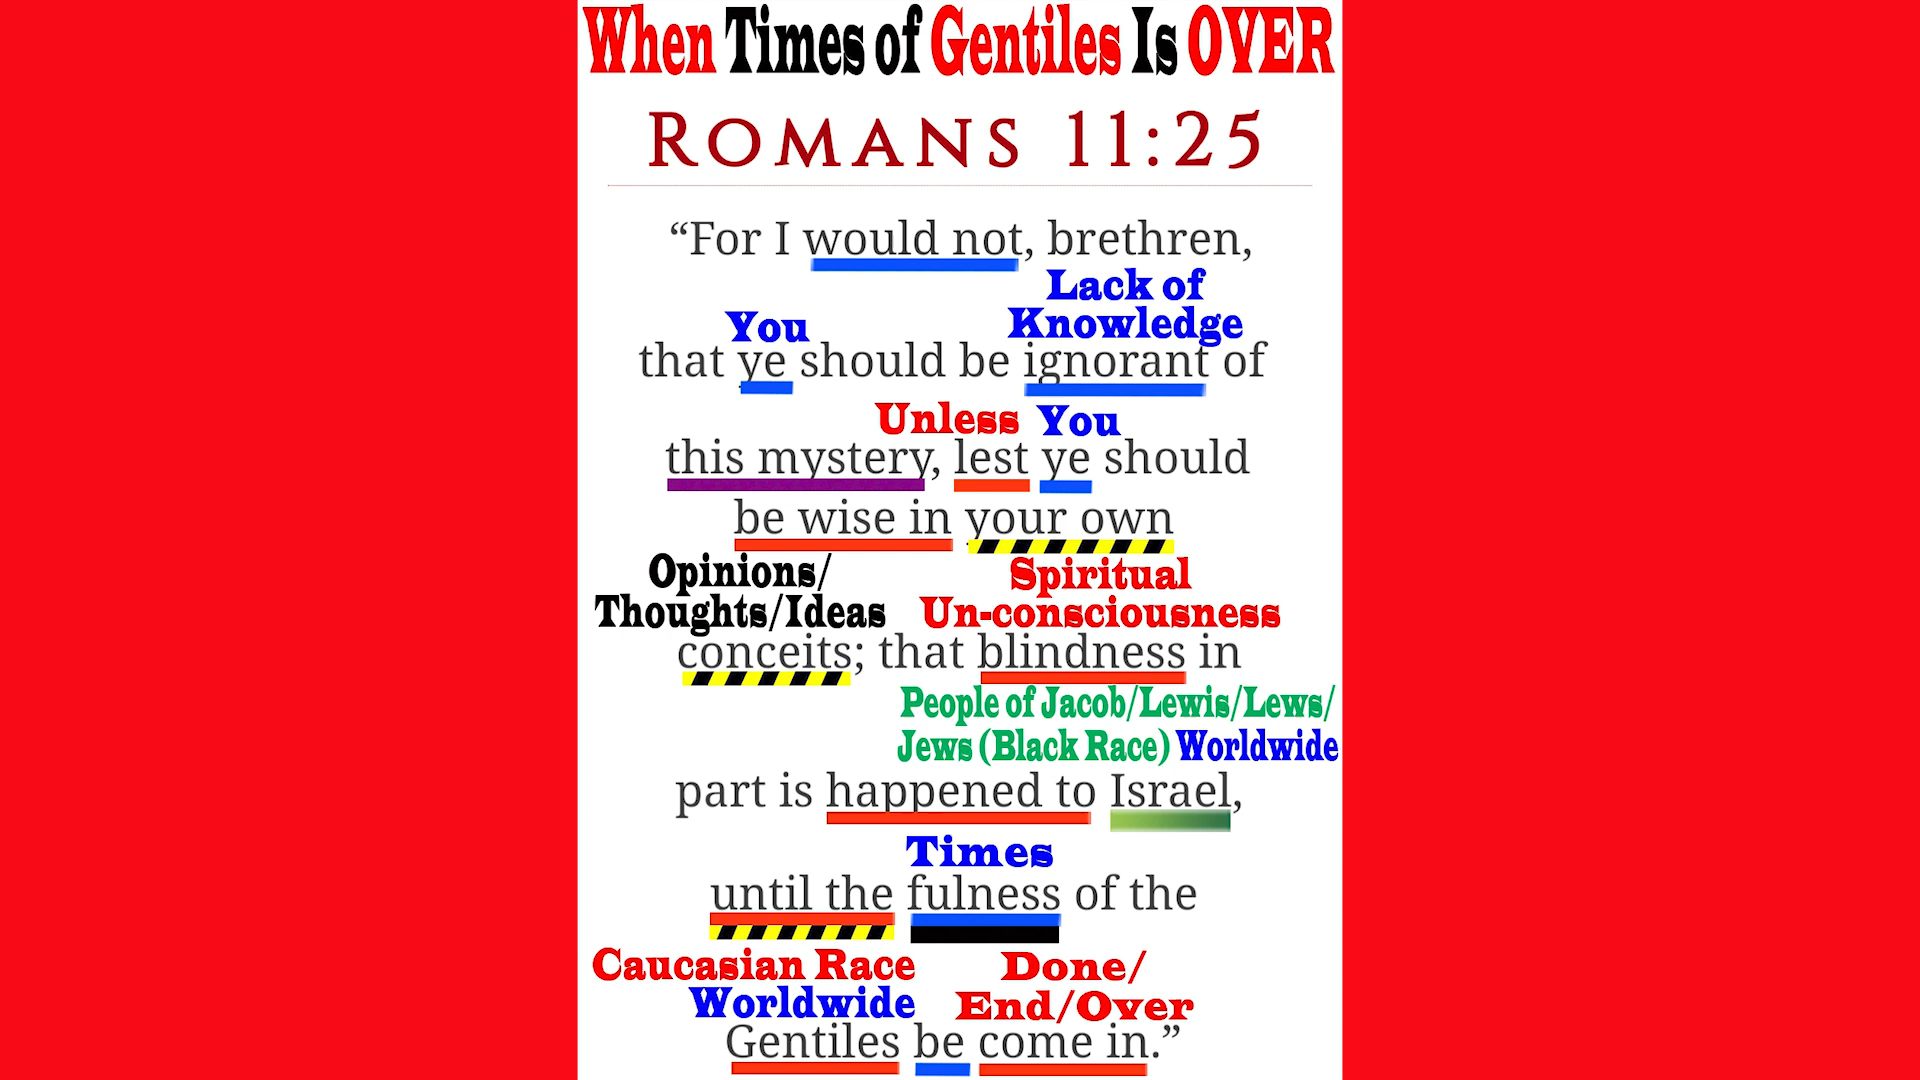 When Times of Gentiles Is OVER
ROMANS 11:25
“For I would not, brethren,
Lack of
You Knowledge
that ye should be ignorant of
Unless You
this mystery, lest ye should
be wise in your own
Opinions/ Spiritual
Thoughts/Ideas Un-consciousness
conceits; that blindness in
People of Jacob/Lewis/Lews/
Jews (Black Race) Worldwide
part is happened to Israel,
Times
until the fulness of the
Caucasian Race Done/
Worldwide End/Over
Gentiles be come in.”